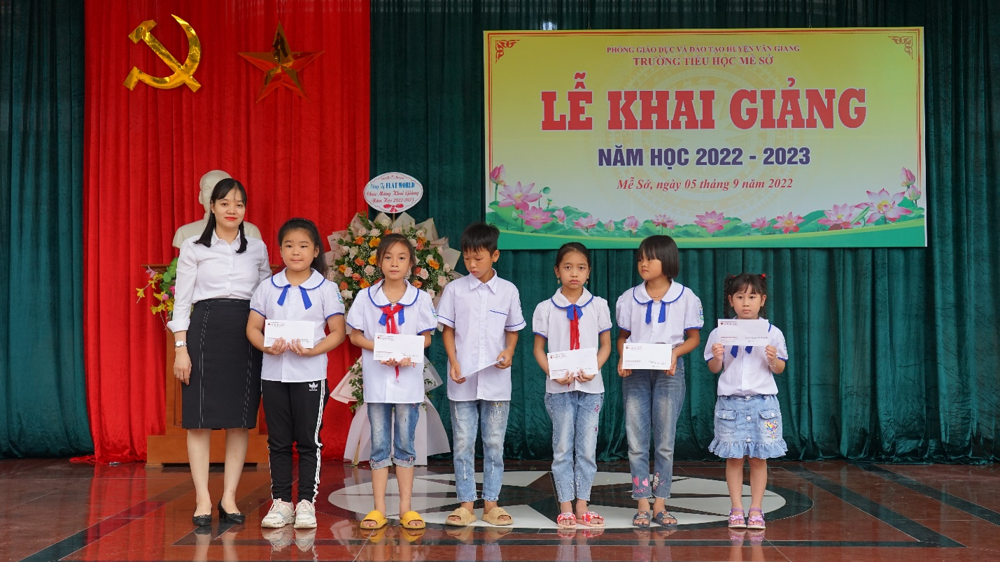 PHÒNG GIÁO DỤC VÀ ĐÀO TẠO HUYỆN VĂN GIANG
TRƯỜNG TIỂU HỌC MỄ SỞ
LỄ KHAI GIẢNG
NĂM HỌC 2022 - 2023
Mễ Sở, ngày 05 tháng 9 năm 2022
Công Ty FLAT WORLD
Chúc Mừng Khai Giảng
Năm Học 2022-2023